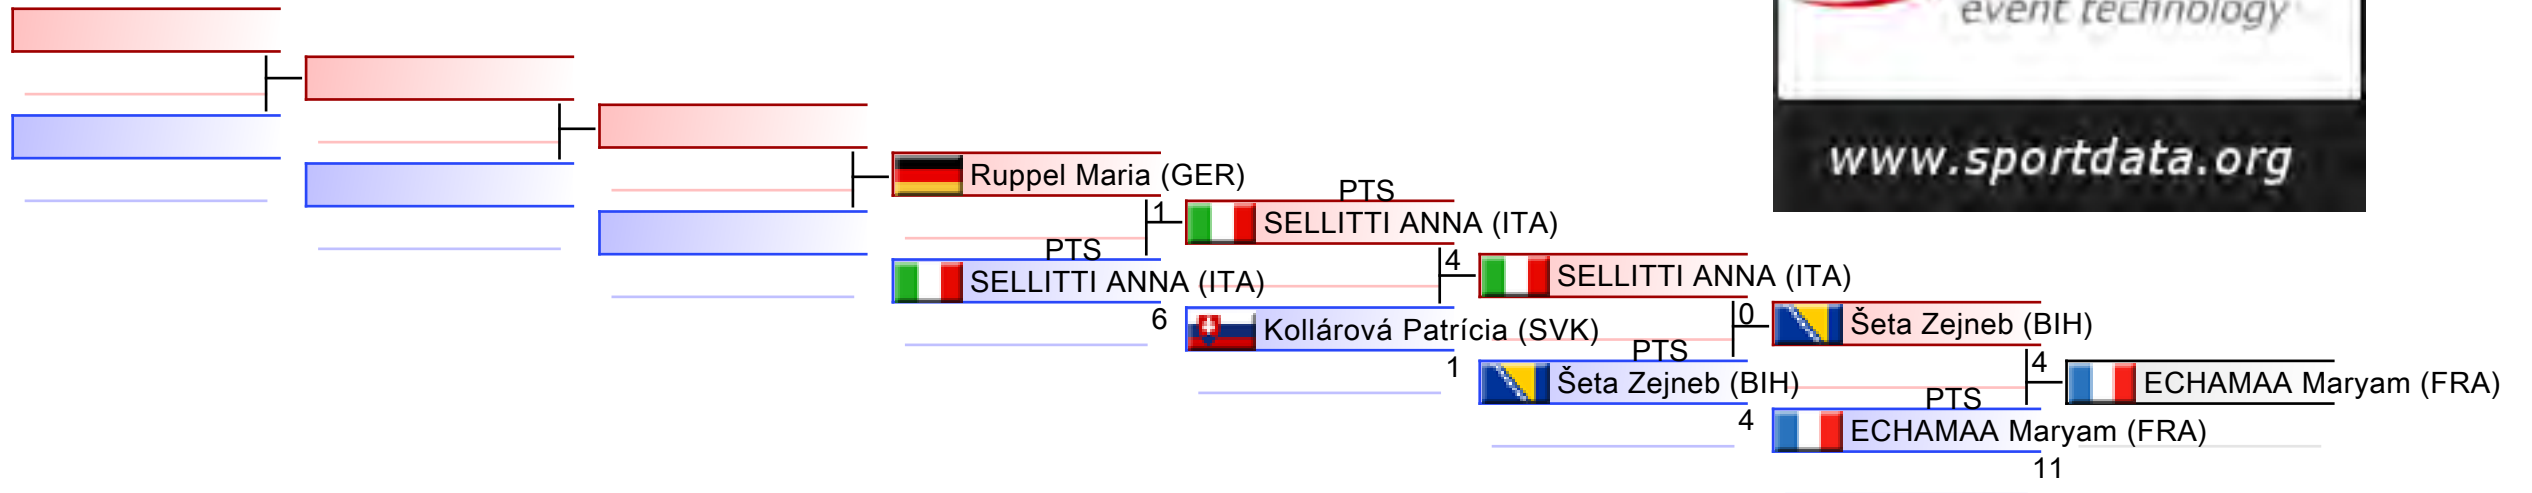 event technology
www.sportdata.org
Ruppel Maria (GER)
1
PTS
SELLITTI ANNA (ITA)
6
PTS
SELLITTI ANNA (ITA)
4
Kollárová Patrícia (SVK)
1
SELLITTI ANNA (ITA)
0
PTS
Šeta Zejneb (BIH)
4
Šeta Zejneb (BIH)
4
PTS
ECHAMAA Maryam (FRA)
11
ECHAMAA Maryam (FRA)